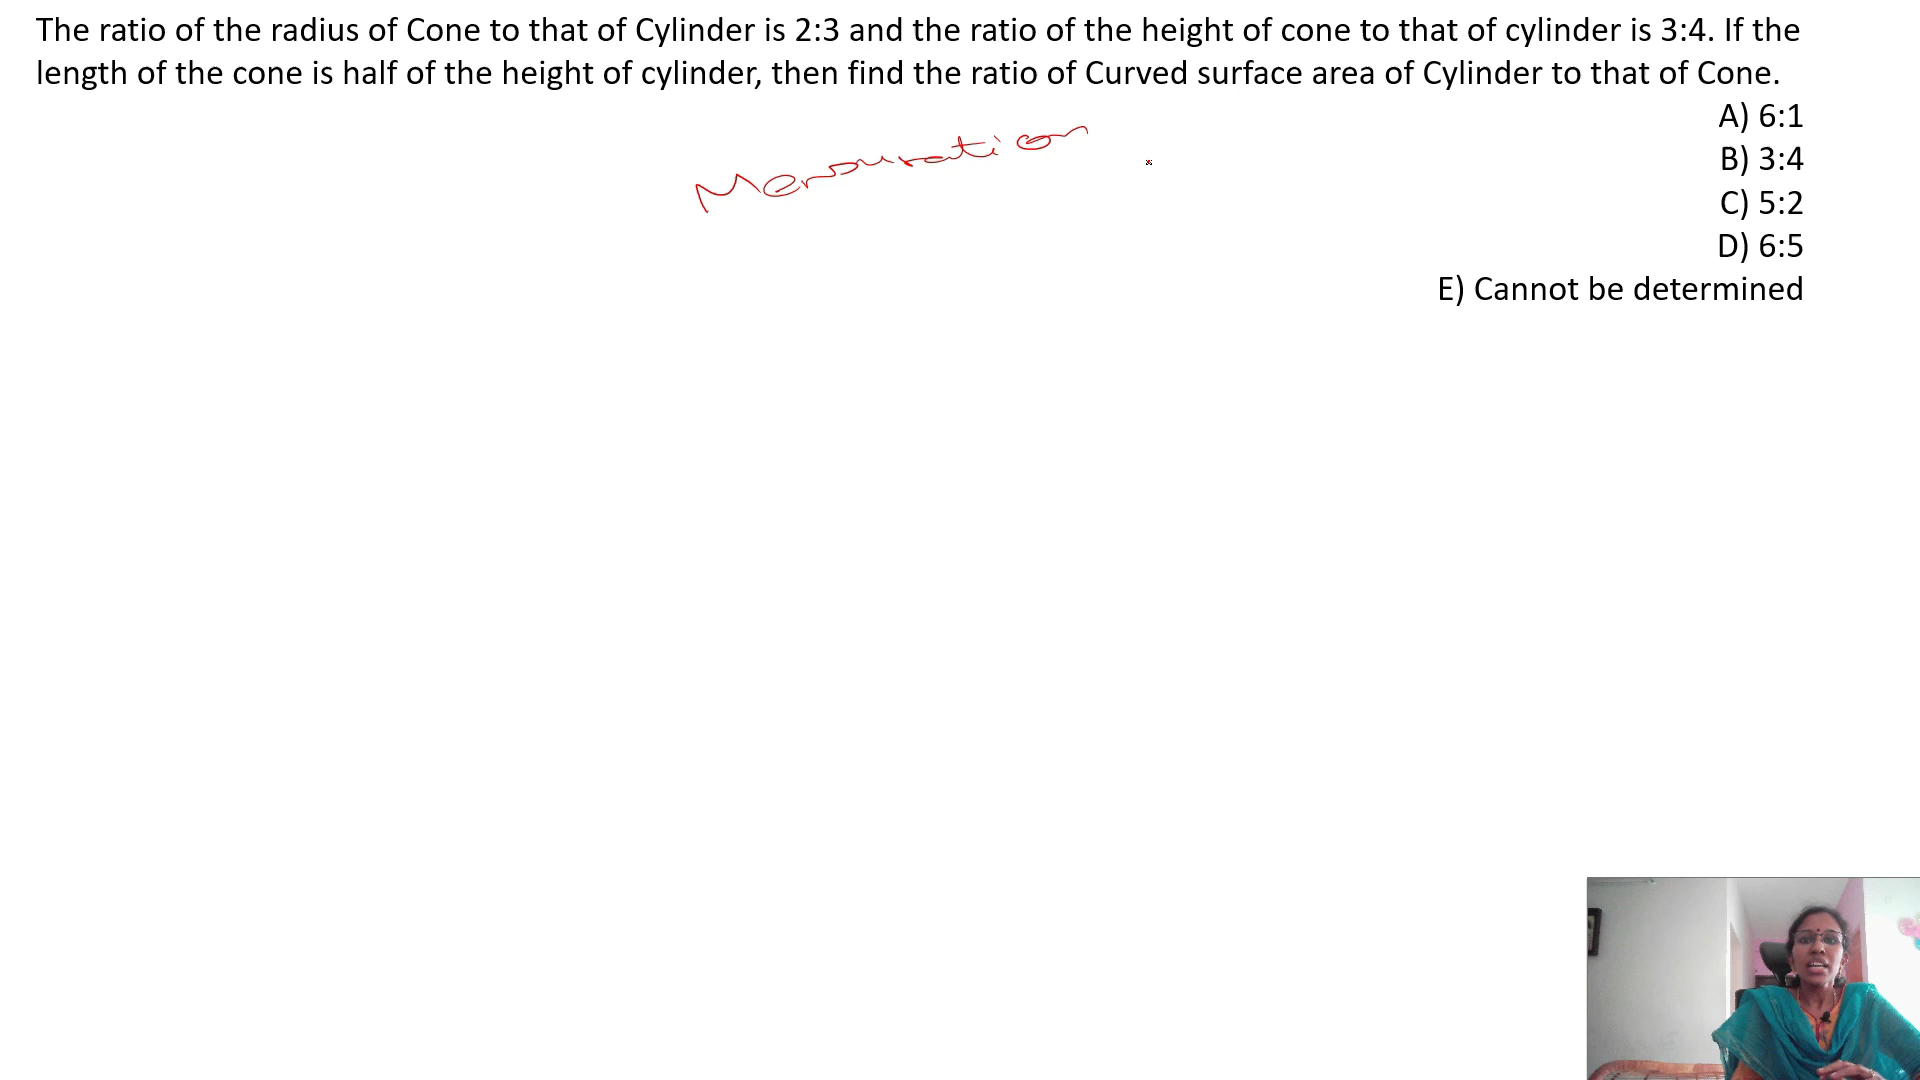 The ratio of the radius of Cone to that of Cylinder is 2:3 and the ratio of the height of cone to that of cylinder is 3:4. If the
length of the cone is half of the height of cylinder, then find the ratio of Curved surface area of Cylinder to that of Cone.
A) 6:1
B) 3:4
C) 5:2
D) 6:5
E) Cannot be determined
Mensuration